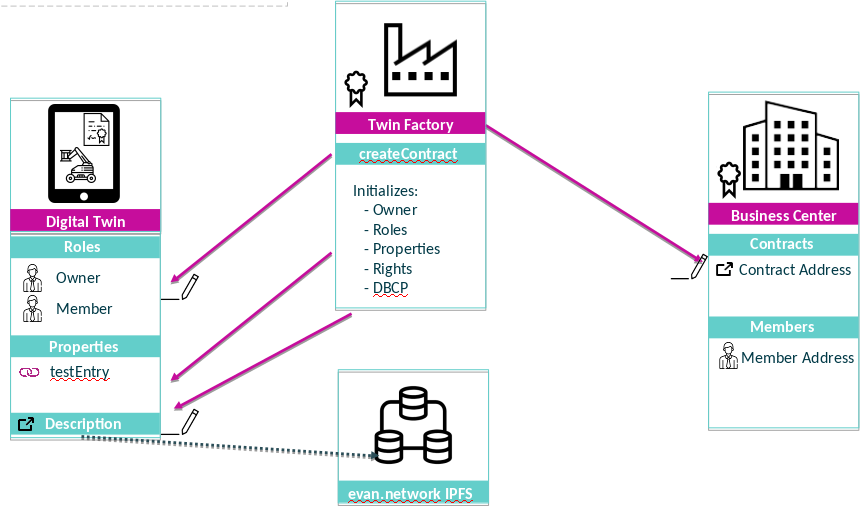 Twin Factory
createContract
Initializes:
- Owner
- Roles
- Properties
- Rights
- DBCP
Digital Twin
Roles
Owner
Member
Properties
testEntry
Description
evan.network IPFS
Business Center
Contracts
Contract Address
Members
Member Address